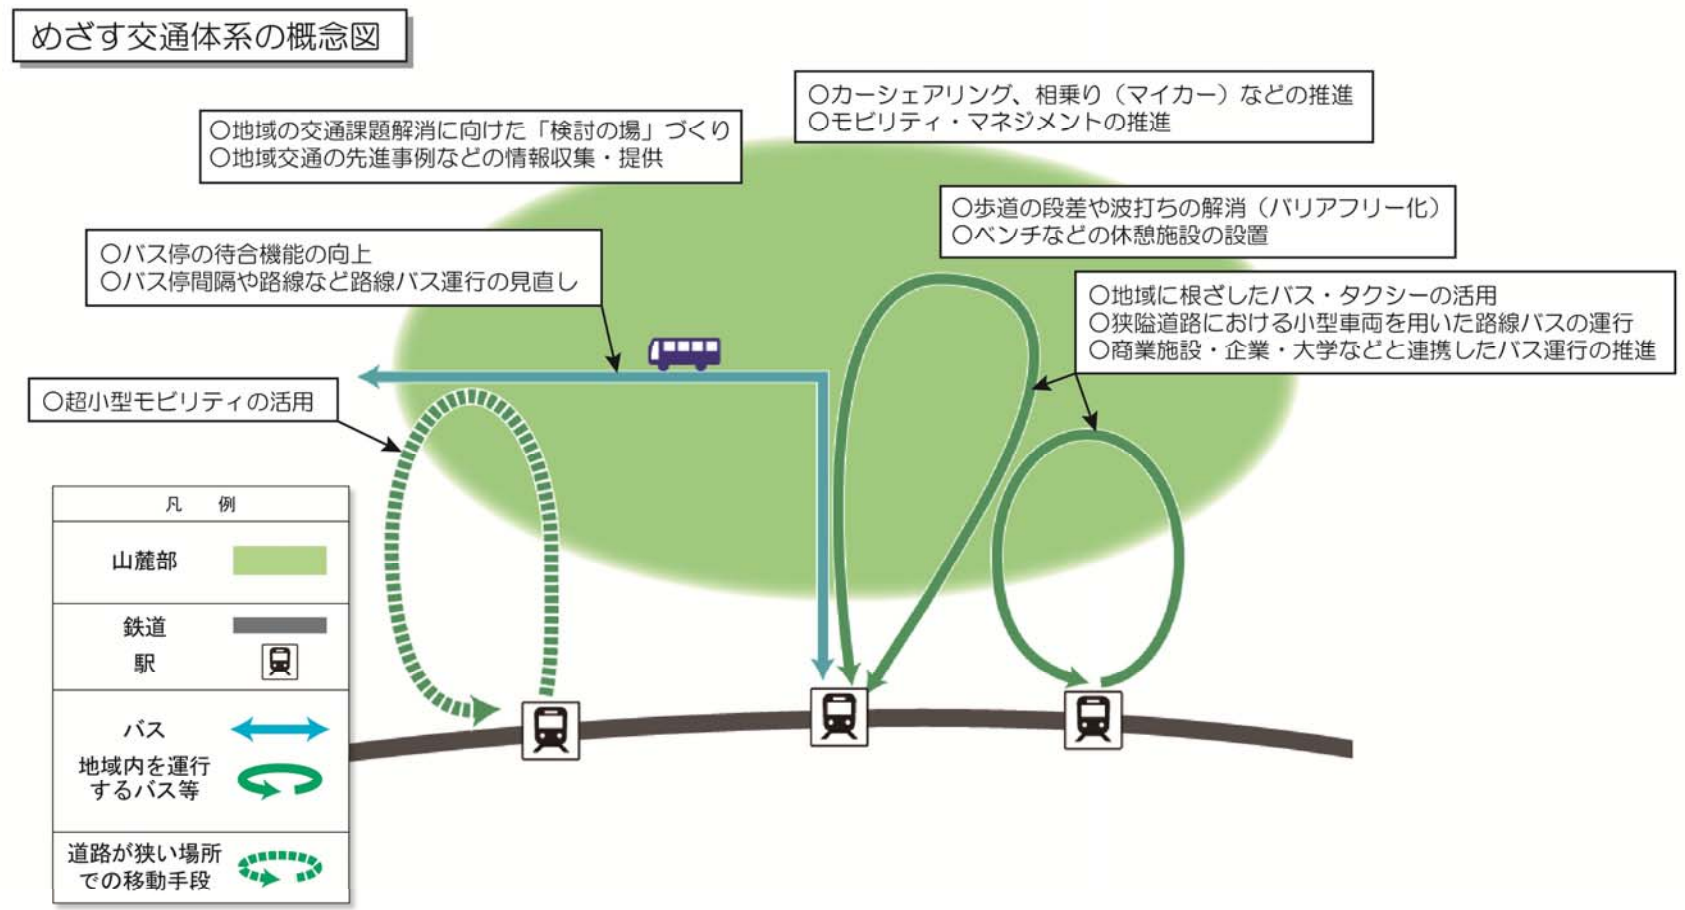 めざす交通体系の概念図
○カーシェアリング、相乗り（マイカー）などの推進
○モビリティ・マネジメントの推進
○地域の交通課題解消に向けた「検討の場」づくり
○地域交通の先進事例などの情報収集・提供
○歩道の段差や波打ちの解消（バリアフリー化）
○ベンチなどの休憩施設の設置
○バス停の待合機能の向上
○バス停間隔や路線など路線バス運行の見直し
○地域に根ざしたバス・タクシーの活用
○狭隘道路における小型車両を用いた路線バスの運行
○商業施設・企業・大学などと連携したバス運行の推進
○超小型モビリティの活用
凡　例
山麓部
鉄道
駅
バス
地域内を運行
するバス等
道路が狭い場所
での移動手段